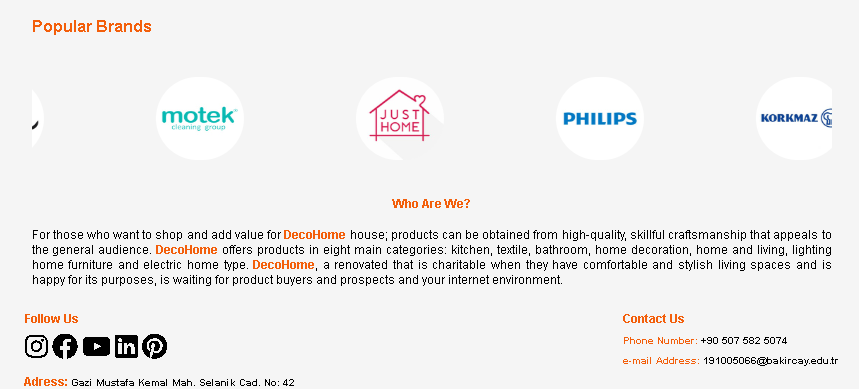 Popular Brands
motek
cleaning group
JUST
HOME
PHILIPS
KORKMAZ
Who Are We?
For those who want to shop and add value for DecoHome house; products can be obtained from high-quality, skillful craftsmanship that appeals to
the general audience. DecoHome offers products in eight main categories: kitchen, textile, bathroom, home decoration, home and living, lighting
home furniture and electric home type. DecoHome, a renovated that is charitable when they have comfortable and stylish living spaces and is
happy for its purposes, is waiting for product buyers and prospects and your internet environment.
Follow Us
Contact Us
Phone Number: +90 507 582 5074
e-mail Address: 191005066@bakircay.edu.tr
Adress: Gazi Mustafa Kemal Mah. Selanik Cad. No: 42